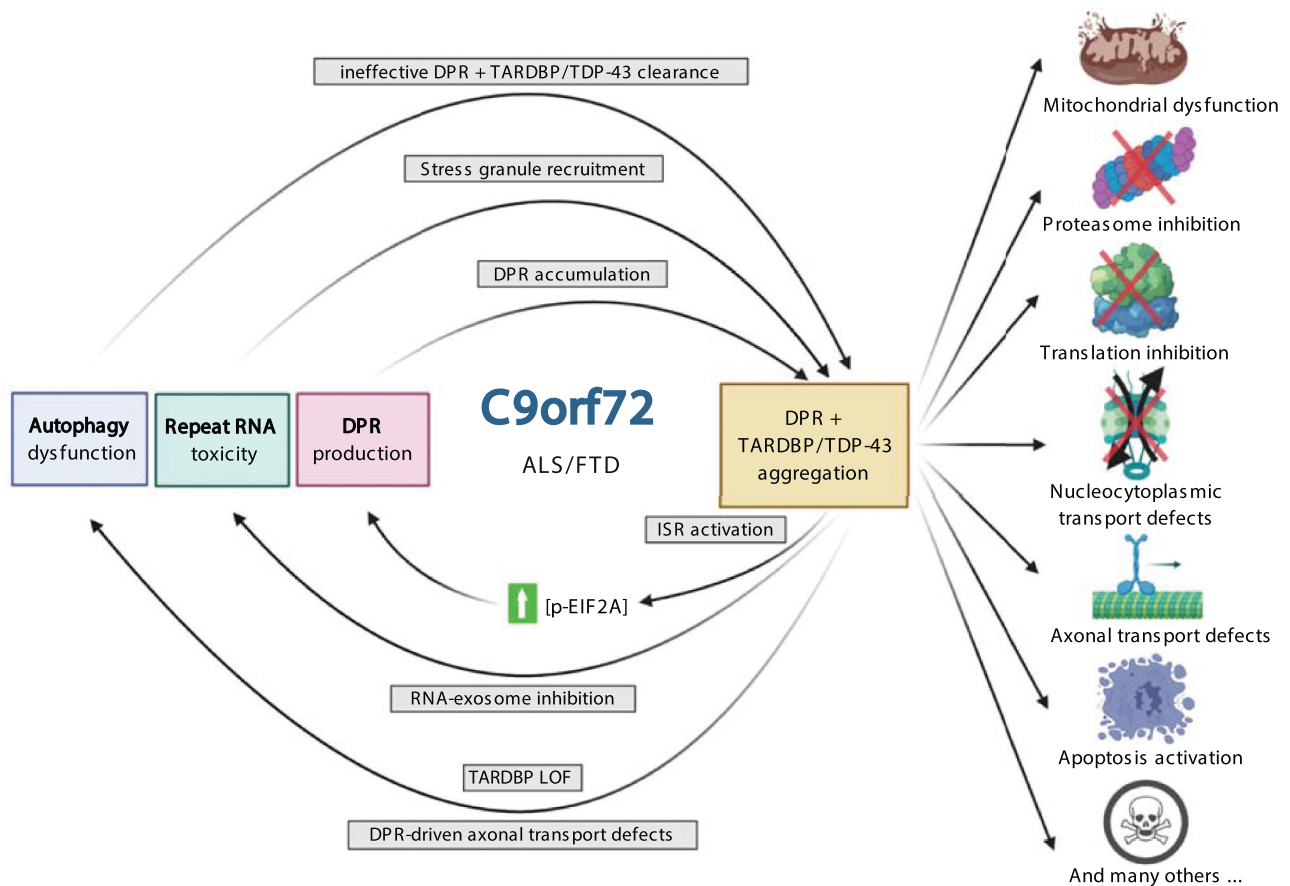 ineffective DPR + TARDBP/TDP-43 clearance
Stress granule recruitment
DPR accumulation
Autophagy
dysfunction
Repeat RNA
toxicity
DPR
production
C9orf72
ALS/FTD
DPR +
TARDBP/TDP-43
aggregation
ISR activation
[p-EIF2A]
RNA-exosome inhibition
TARDBP LOF
DPR-driven axonal transport defects
Mitochondrial dysfunction
Proteasome inhibition
Translation inhibition
Nucleocytoplasmic
transport defects
Axonal transport defects
Apoptosis activation
And many others ...